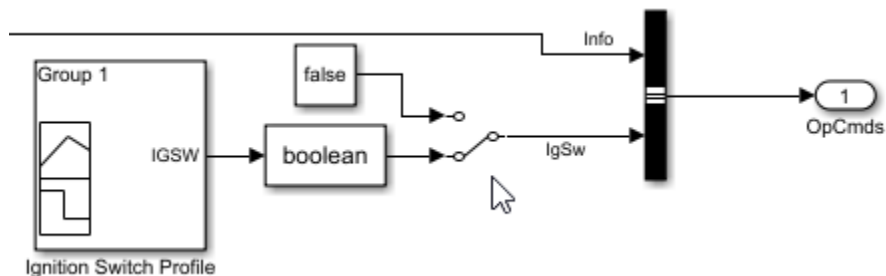 Info
Group 1
false
IGSW
boolean
IgSw
1
OpCmds
Ignition Switch Profile